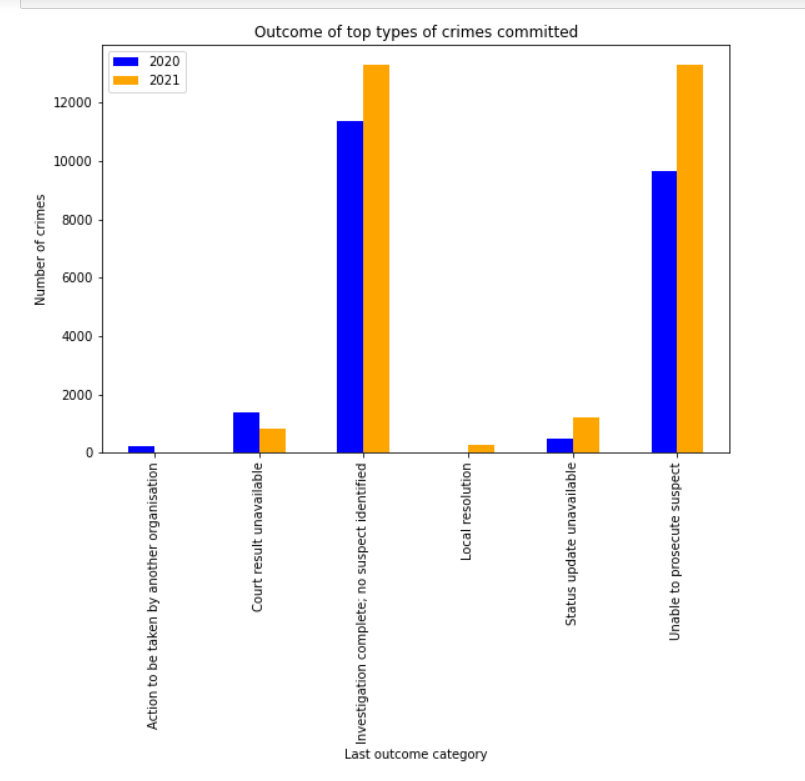 Outcome of top types of crimes committed
2020
2021
12000
10000
8000
6000
4000
2000
0
Number of crimes
Action to be taken by another organisation
Court result unavailable
Investigation complete; no suspect identified
Local resolution
Status update unavailable
Unable to prosecute suspect
Last outcome category